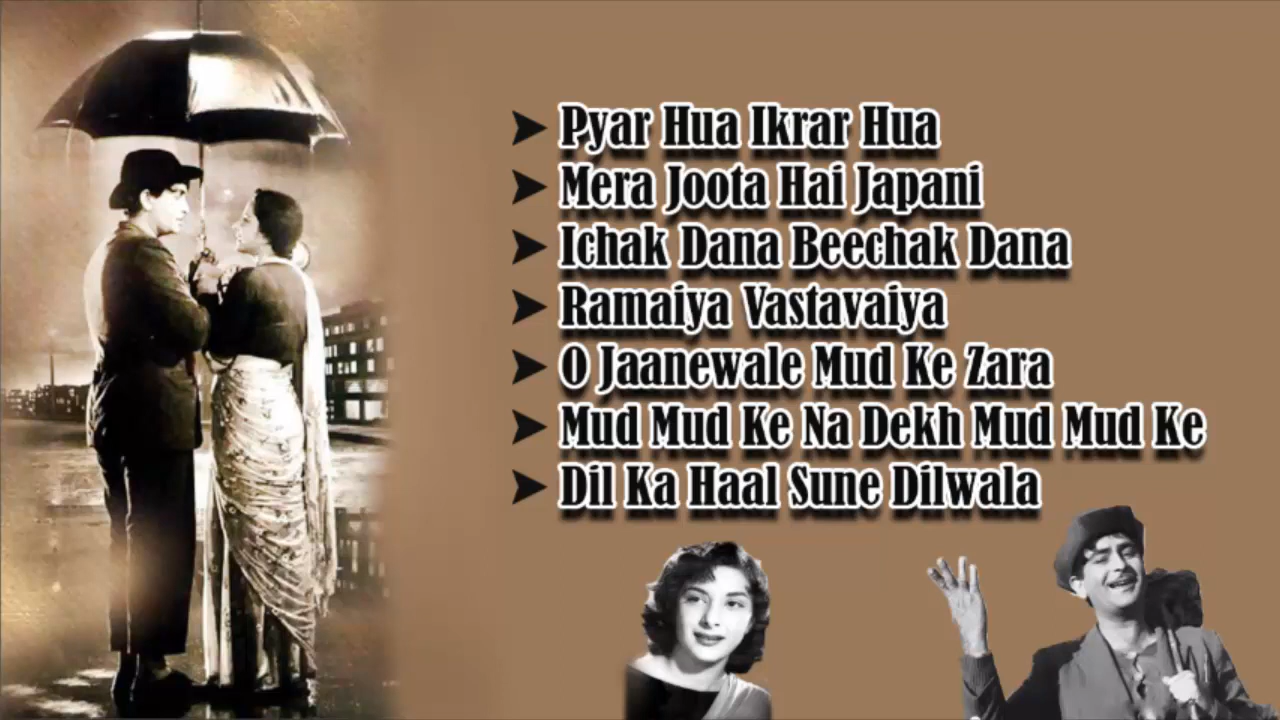 Pyar Hua Ikrar Hua
Mera Joota Hai Japani
Ichak Dana Beechak Dana
Ramaiya Vastavaiya
O Jaanewale Mud Ke Zara
Mud Mud Ke Na Dekh Mud Mud Ke
Dil Ka Haal Sune Dilwala